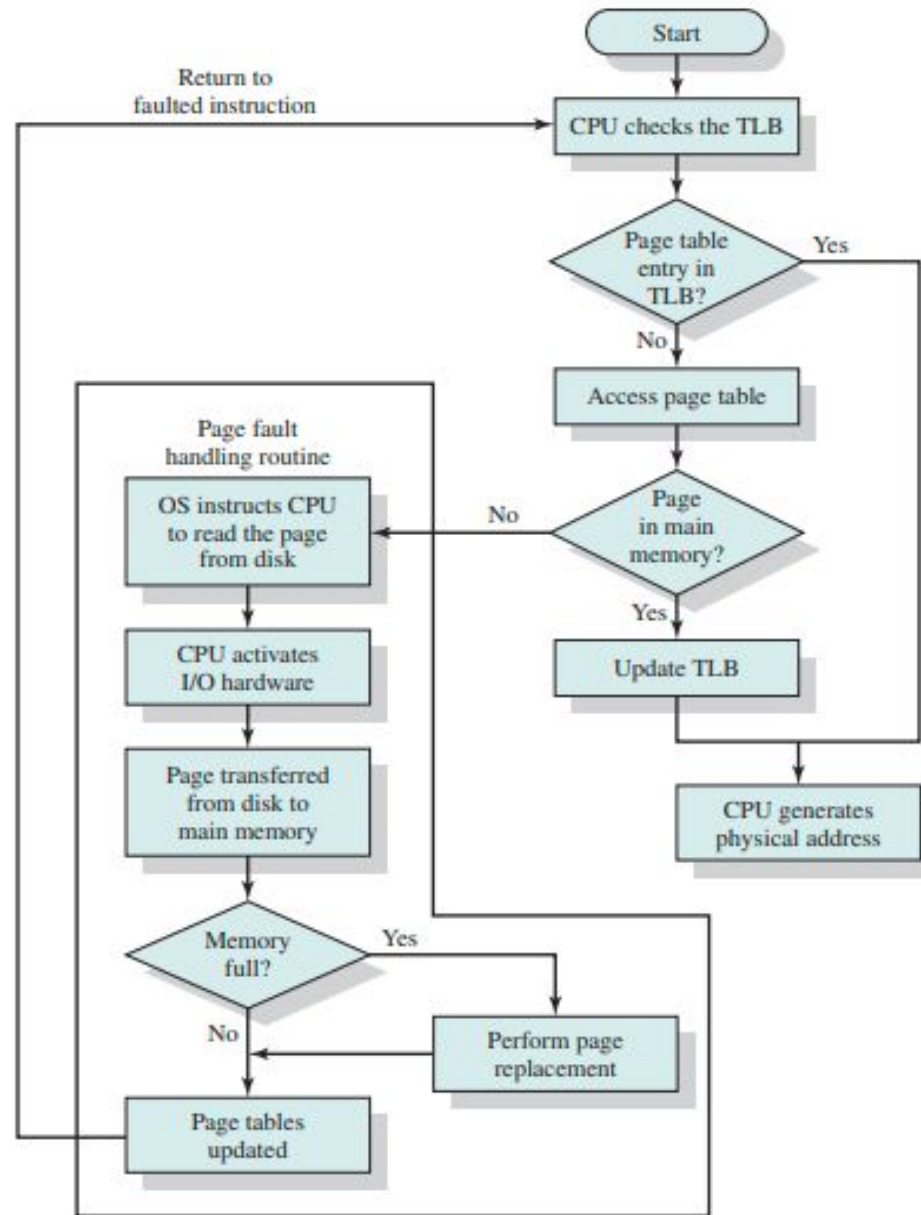 Start
Return to
faulted instruction
CPU checks the TLB
Page table
entry in
TLB?
Yes
No
Access page table
Page fault
handling routine
OS instructs CPU
to read the page
from disk
No
Page
in main
memory?
Yes
CPU activates
I/O hardware
Update TLB
Page transferred
from disk to
main memory
CPU generates
physical address
Memory
full?
Yes
No
Perform page
replacement
Page tables
updated